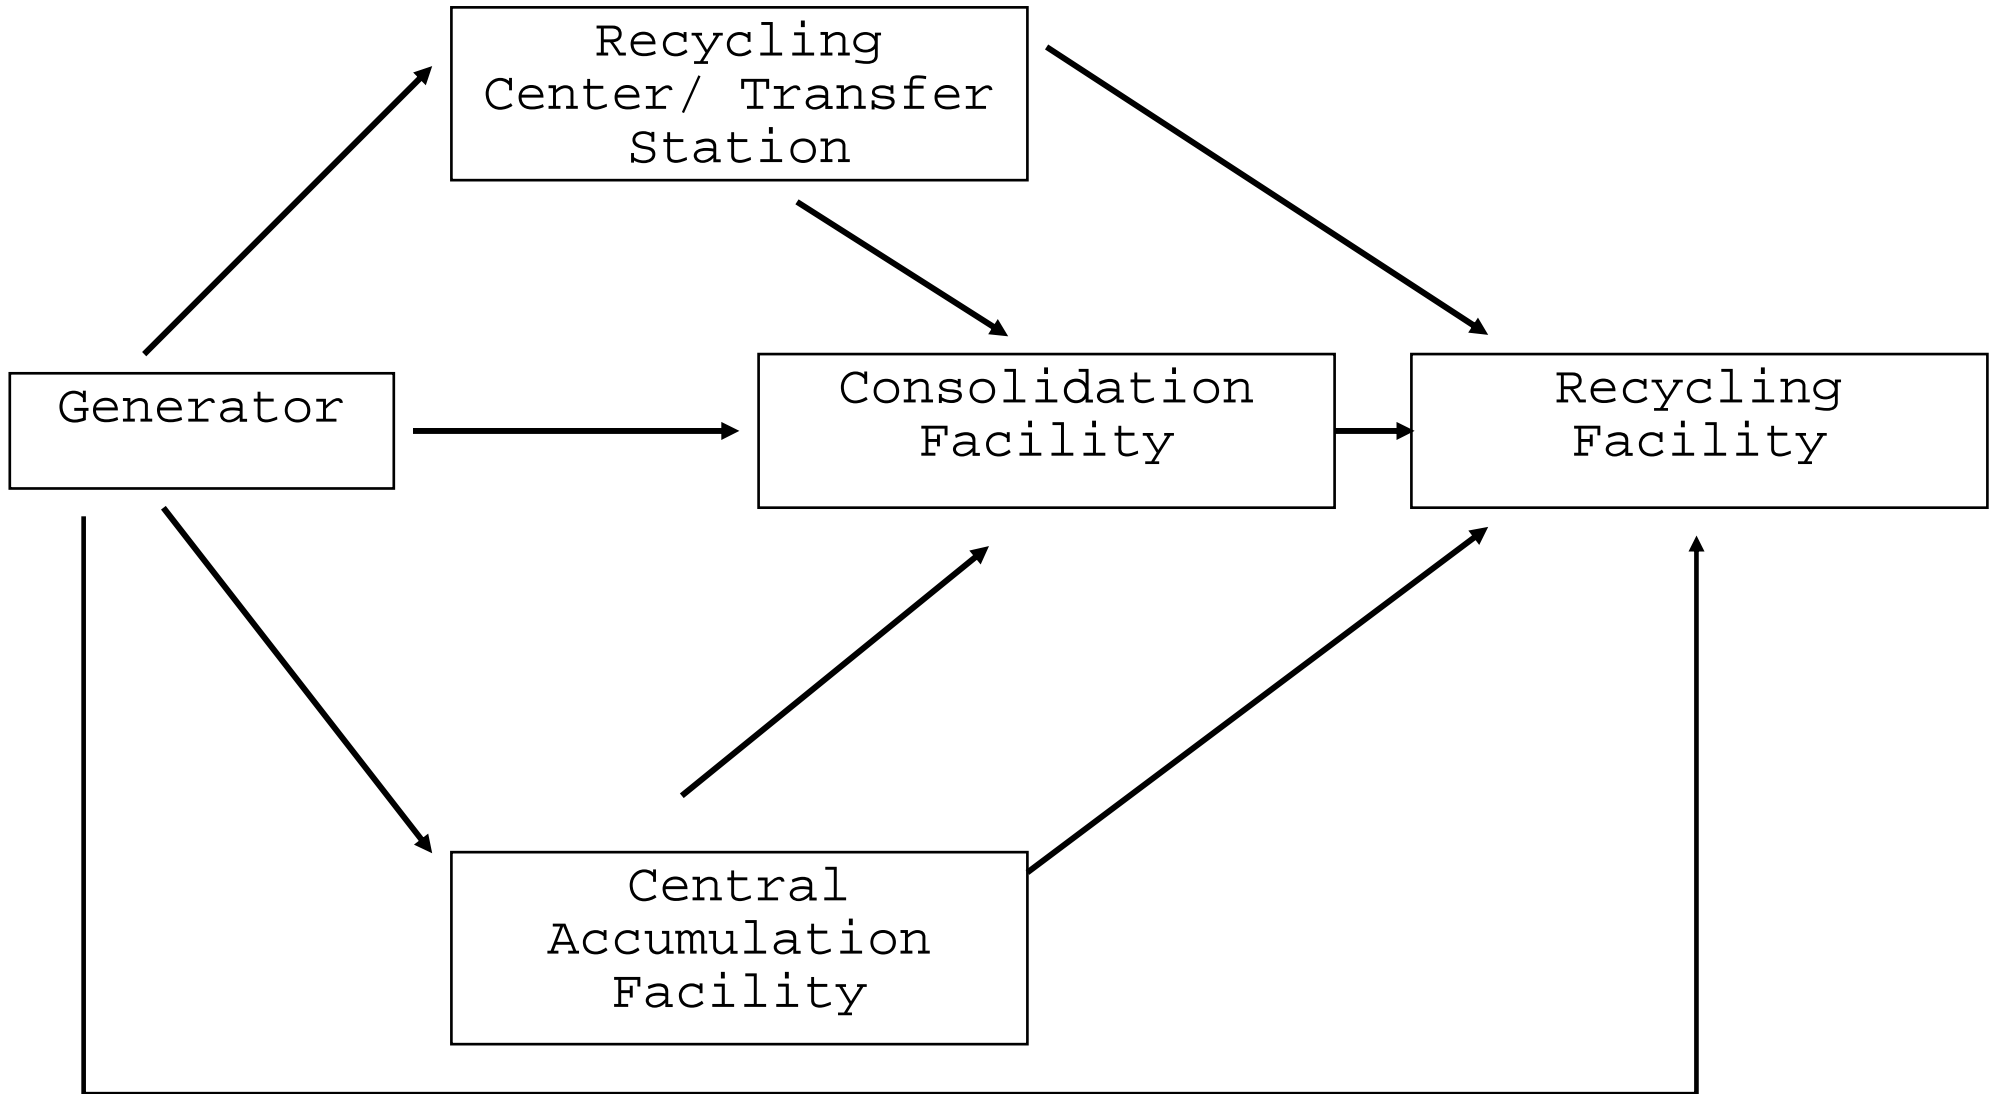 Recycling
Center/ Transfer
Station
Generator
Consolidation
Facility
Recycling
Facility
Central
Accumulation
Facility